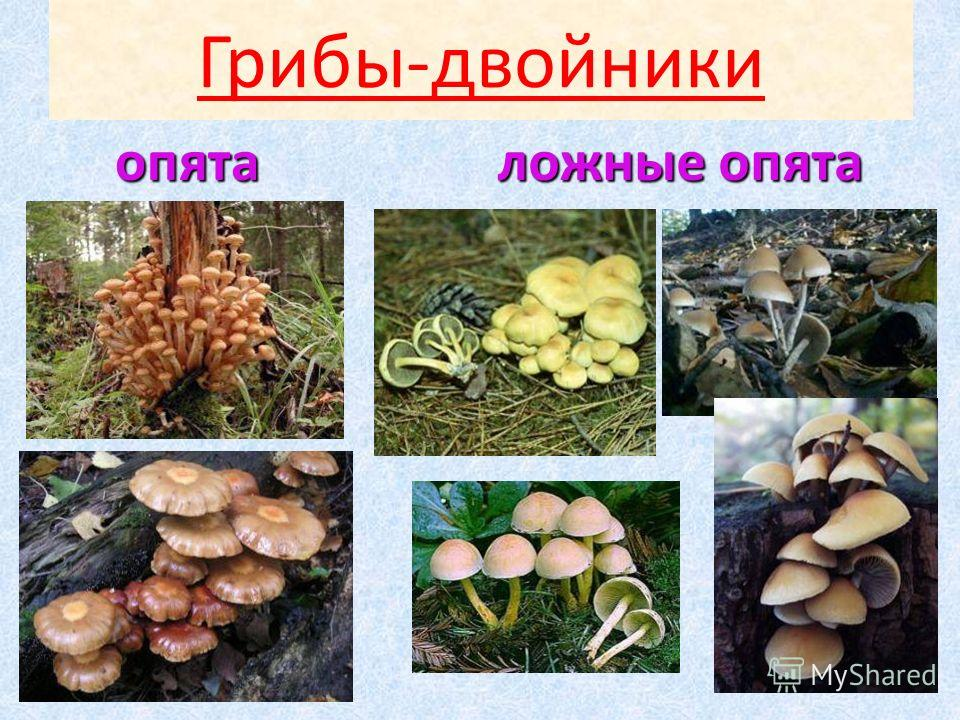 Грибы-двойники
опята
ложные опята
MyShared